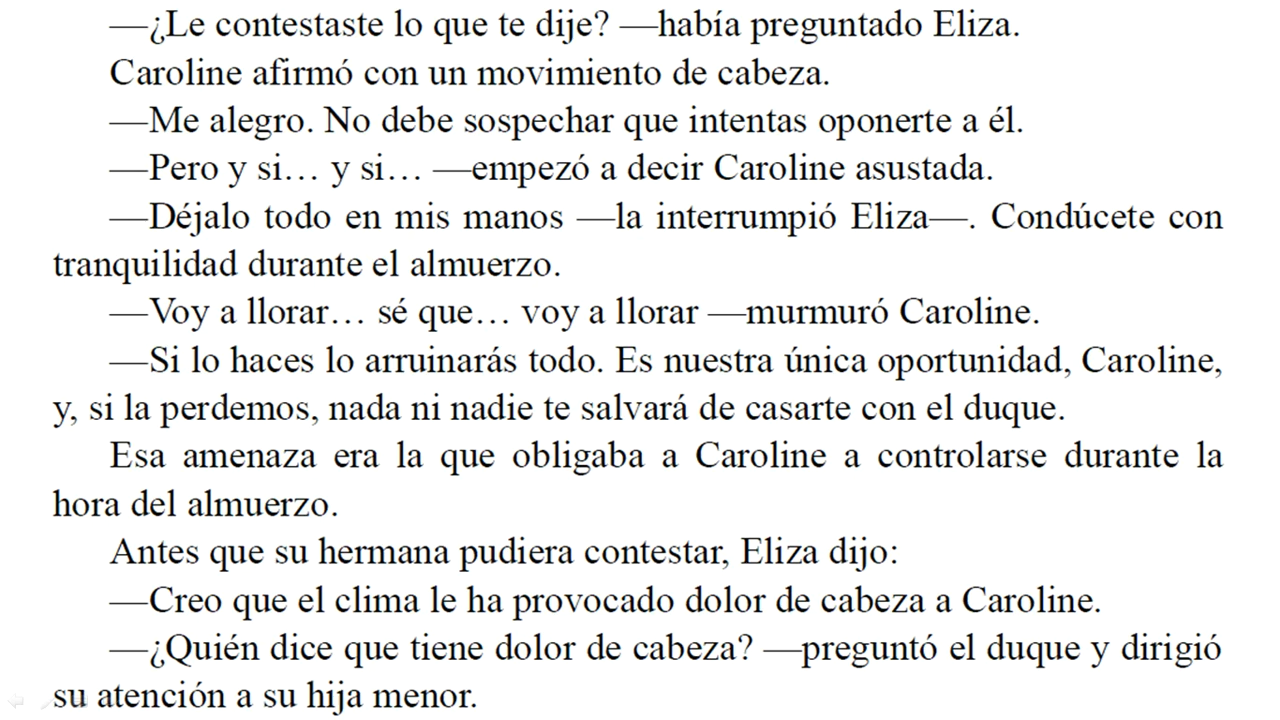 —¿Le contestaste lo que te dije? —había preguntado Eliza.
Caroline afirmó con un movimiento de cabeza.
—Me alegro. No debe sospechar que intentas oponerte a él.
—Pero y si… y si… —empezó a decir Caroline asustada.
—Déjalo todo en mis manos —la interrumpió Eliza—. Condúcete con
tranquilidad durante el almuerzo.
—Voy a llorar… sé que… voy a llorar —murmuró Caroline.
—Si lo haces lo arruinarás todo. Es nuestra única oportunidad, Caroline,
y, si la perdemos, nada ni nadie te salvará de casarte con el duque.
Esa amenaza era la que obligaba a Caroline a controlarse durante la
hora del almuerzo.
Antes que su hermana pudiera contestar, Eliza dijo:
—Creo que el clima le ha provocado dolor de cabeza a Caroline.
—¿Quién dice que tiene dolor de cabeza? —preguntó el duque y dirigió
su atención a su hija menor.